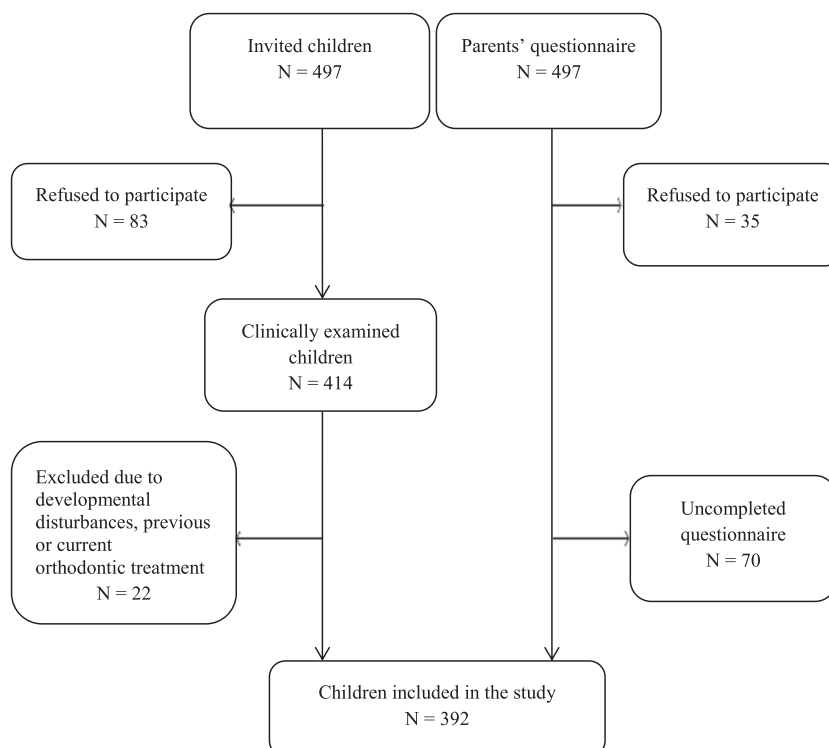 Invited children
N = 497
Parents’ questionnaire
N = 497
Refused to participate
N = 83
Refused to participate
N = 35
Clinically examined
children
N = 414
Excluded due to
developmental
disturbances, previous
or current
orthodontic treatment
N = 22
Uncompleted
questionnaire
N = 70
Children included in the study
N = 392